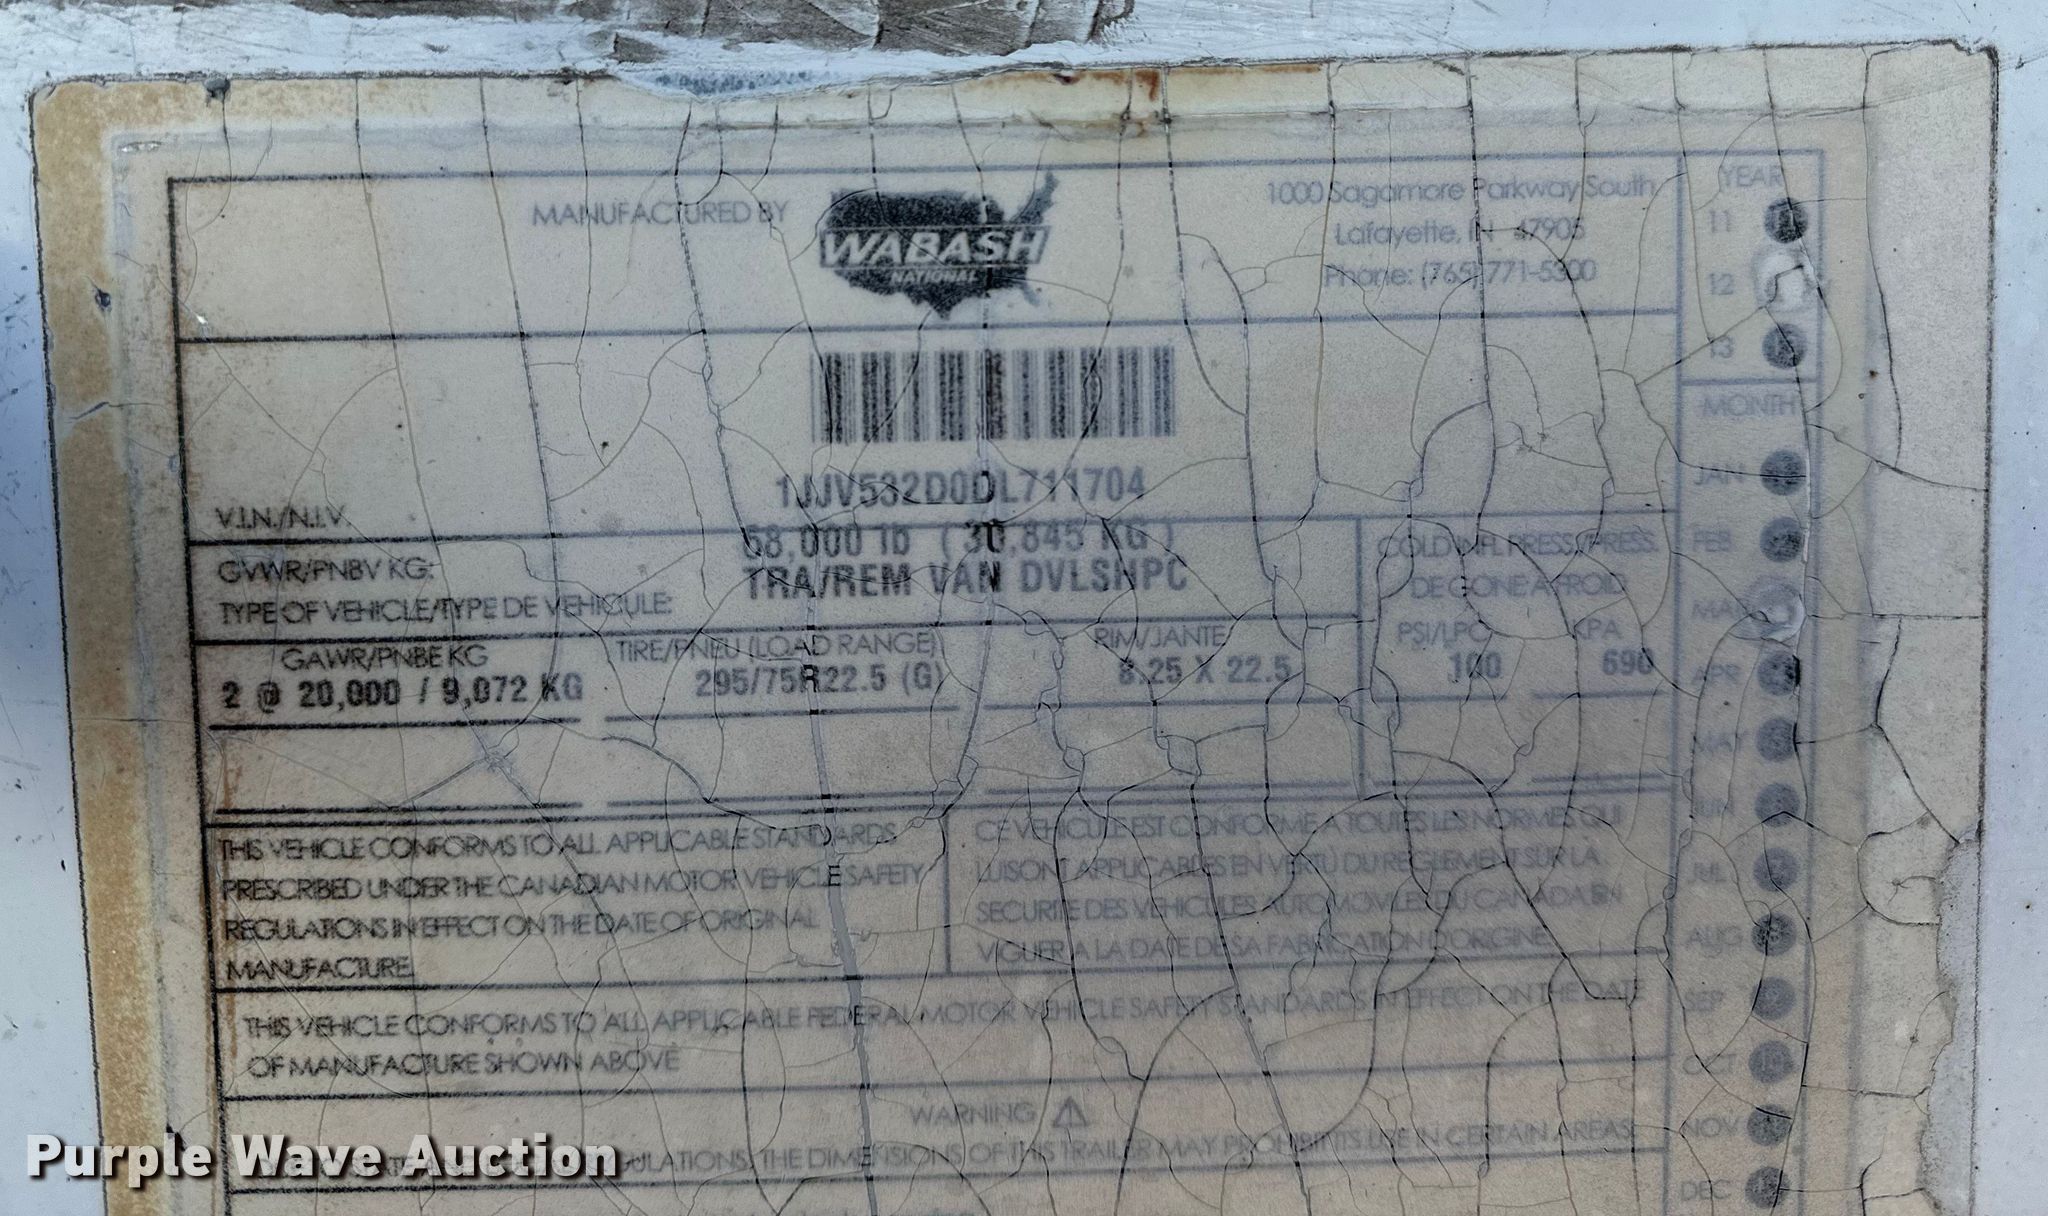 MANUFACTURED BY
WABASH
NATIONAL
1000 Sagamore Parkway South
Lafayette, IN 47905
Phone: (765) 771-5300
YEAR
11
12
13
MONTH
JAN
FEB
MAR
APR
MAY
JUN
JUL
AUG
SEP
OCT
NOV
DEC
1JJV532D0DL711704
V.I.N./N.I.V.
GVWR/PNBV KG:
68,000 lb (30,845 KG)
TYPE OF VEHICLE/TYPE DE VEHICULE:
TRA/REM VAN DVLSHPC
COLD INFL. PRESS./PRESS.
DE GONF. A FROID
PSI/LPC KPA
100 690
GAWR/PNBE KG
2 @ 20,000 / 9,072 KG
TIRE/PNEU (LOAD RANGE)
295/75R22.5 (G)
RIM/JANTE
8.25 X 22.5
THIS VEHICLE CONFORMS TO ALL APPLICABLE STANDARDS
PRESCRIBED UNDER THE CANADIAN MOTOR VEHICLE SAFETY
REGULATIONS IN EFFECT ON THE DATE OF ORIGINAL
MANUFACTURE.
CE VEHICULE EST CONFORME A TOUTES LES NORMES QUI
LUI SONT APPLICABLES EN VERTU DU REGLEMENT SUR LA
SECURITE DES VEHICULES AUTOMOVILES DU CANADA EN
VIGUER A LA DATE DE SA FABRICATION D'ORIGINE
THIS VEHICLE CONFORMS TO ALL APPLICABLE FEDERAL MOTOR VEHICLE SAFETY STANDARDS IN EFFECT ON THE DATE
OF MANUFACTURE SHOWN ABOVE
WARNING
THE DIMENSIONS OF THIS TRAILER MAY PROHIBIT ITS USE IN CERTAIN AREAS.
Purple Wave Auction